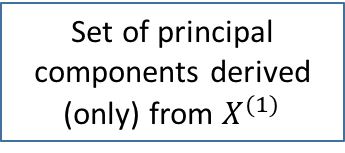 Set of principal
components derived
(only) from X⁽¹⁾